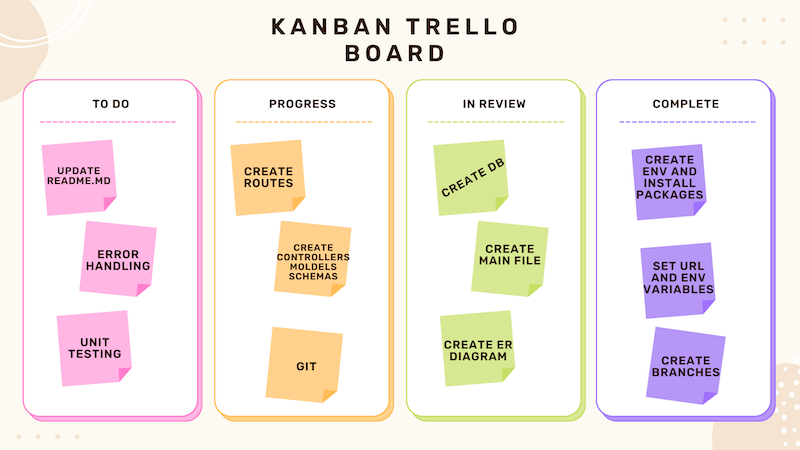 KANBAN TRELLO
BOARD
TO DO
UPDATE
README.MD
ERROR
HANDLING
UNIT
TESTING
PROGRESS
CREATE
ROUTES
CREATE
CONTROLLERS
MOLDELS
SCHEMAS
GIT
IN REVIEW
CREATE DB
CREATE
MAIN FILE
CREATE ER
DIAGRAM
COMPLETE
CREATE
ENV AND
INSTALL
PACKAGES
SET URL
AND ENV
VARIABLES
CREATE
BRANCHES